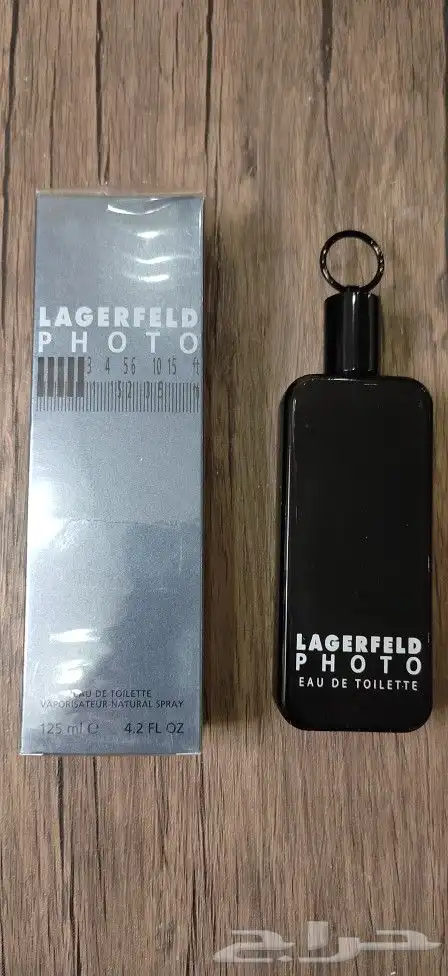 LAGERFELD
PHOTO
3 4 5 6 10 15 ft
EAU DE TOILETTE
VAPORISATEUR NATURAL SPRAY
125 ml e 4.2 FL OZ
LAGERFELD
PHOTO
EAU DE TOILETTE
حراج